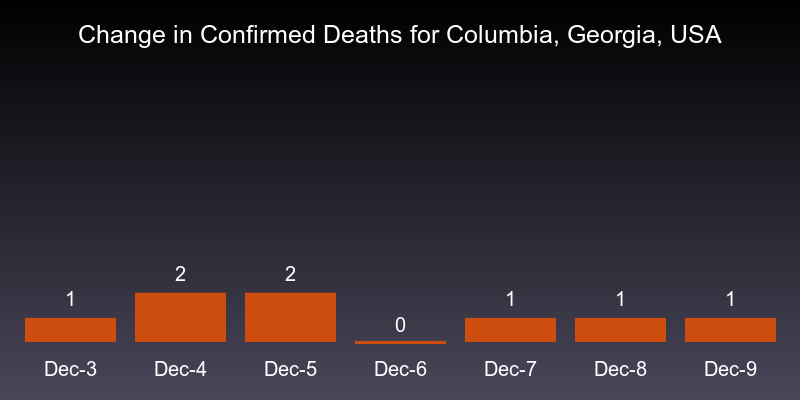 Change in Confirmed Deaths for Columbia, Georgia, USA
1 2 2 0 1 1 1
Dec-3 Dec-4 Dec-5 Dec-6 Dec-7 Dec-8 Dec-9